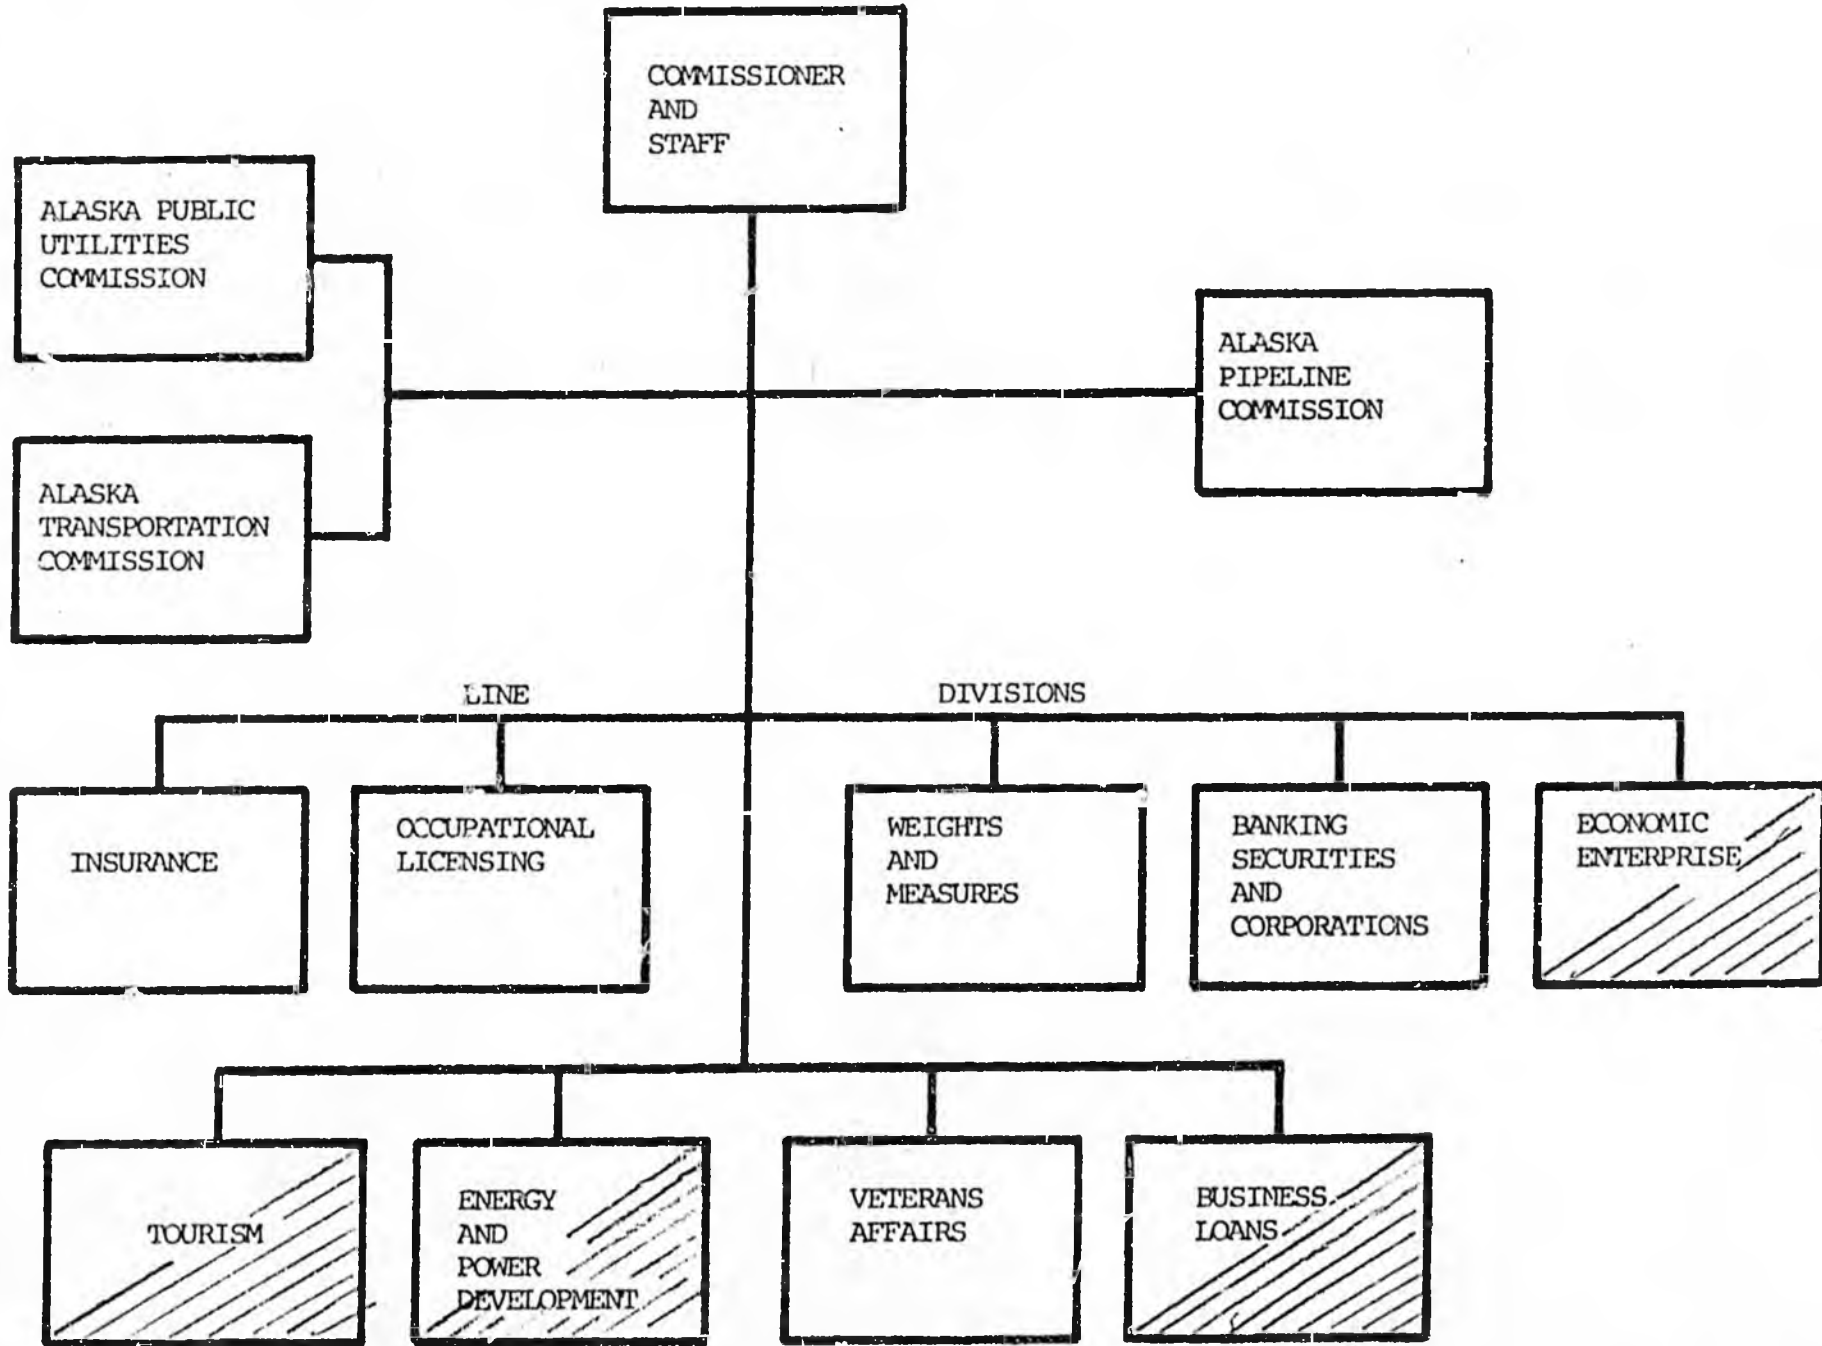 COMMISSIONER
AND
STAFF
ALASKA PUBLIC
UTILITIES
COMMISSION
ALASKA
PIPELINE
COMMISSION
ALASKA
TRANSPORTATION
COMMISSION
LINE DIVISIONS
INSURANCE
OCCUPATIONAL
LICENSING
WEIGHTS
AND
MEASURES
BANKING
SECURITIES
AND
CORPORATIONS
ECONOMIC
ENTERPRISE
TOURISM
ENERGY
AND
POWER
DEVELOPMENT
VETERANS
AFFAIRS
BUSINESS
LOANS